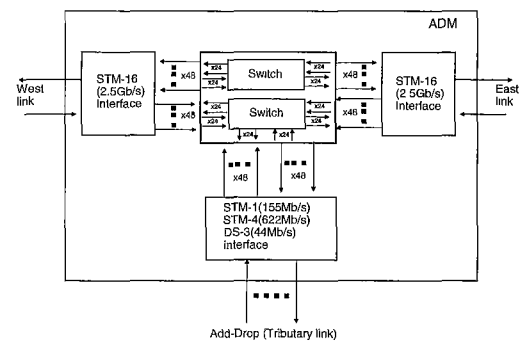 ADM
West
link
STM-16
(2.5Gb/s)
Interface
x48
x48
x24
x24
Switch
x24
x24
x24
x24
Switch
x24
x24
x24
x24
x48
x48
STM-16
(2 5Gb/s)
Interface
East
link
x48
x48
STM-1(155Mb/s)
STM-4(622Mb/s)
DS-3(44Mb/s)
interface
Add-Drop (Tributary link)